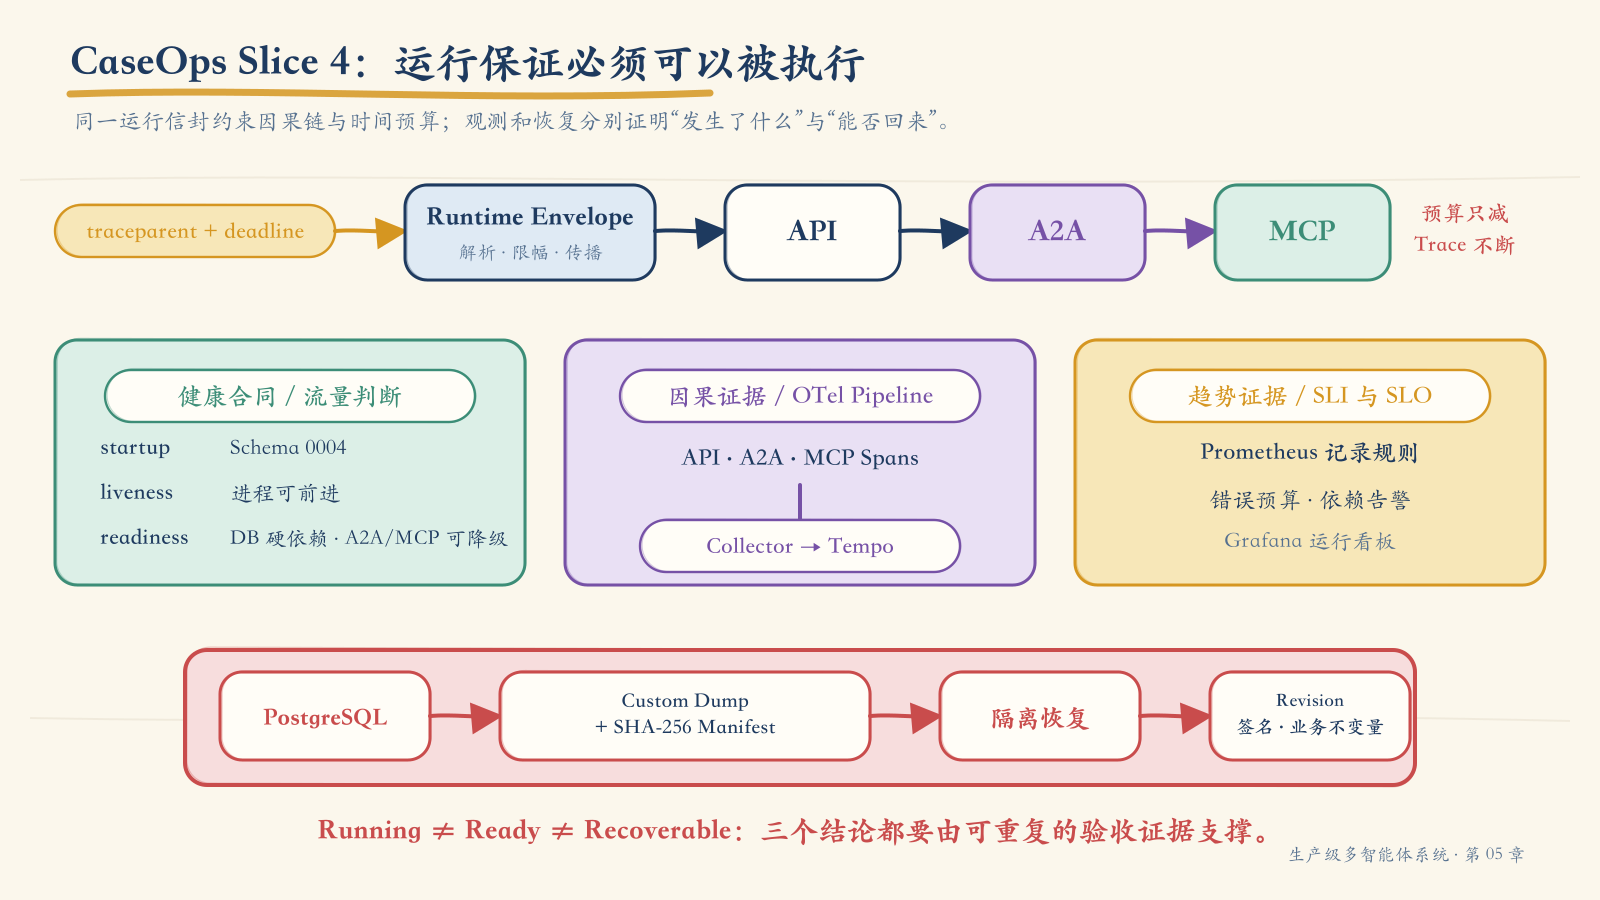 CaseOps Slice 4：运行保证必须可以被执行
同一运行信封约束因果链与时间预算；观测和恢复分别证明“发生了什么”与“能否回来”。
traceparent + deadline
Runtime Envelope
解析 · 限幅 · 传播
API
A2A
MCP
预算只减
Trace 不断
健康合同 / 流量判断
startup Schema 0004
liveness 进程可前进
readiness DB 硬依赖 · A2A/MCP 可降级
因果证据 / OTel Pipeline
API · A2A · MCP Spans
Collector → Tempo
趋势证据 / SLI 与 SLO
Prometheus 记录规则
错误预算 · 依赖告警
Grafana 运行看板
PostgreSQL
Custom Dump
+ SHA-256 Manifest
隔离恢复
Revision
签名 · 业务不变量
Running ≠ Ready ≠ Recoverable：三个结论都要由可重复的验收证据支撑。
生产级多智能体系统 · 第 05 章